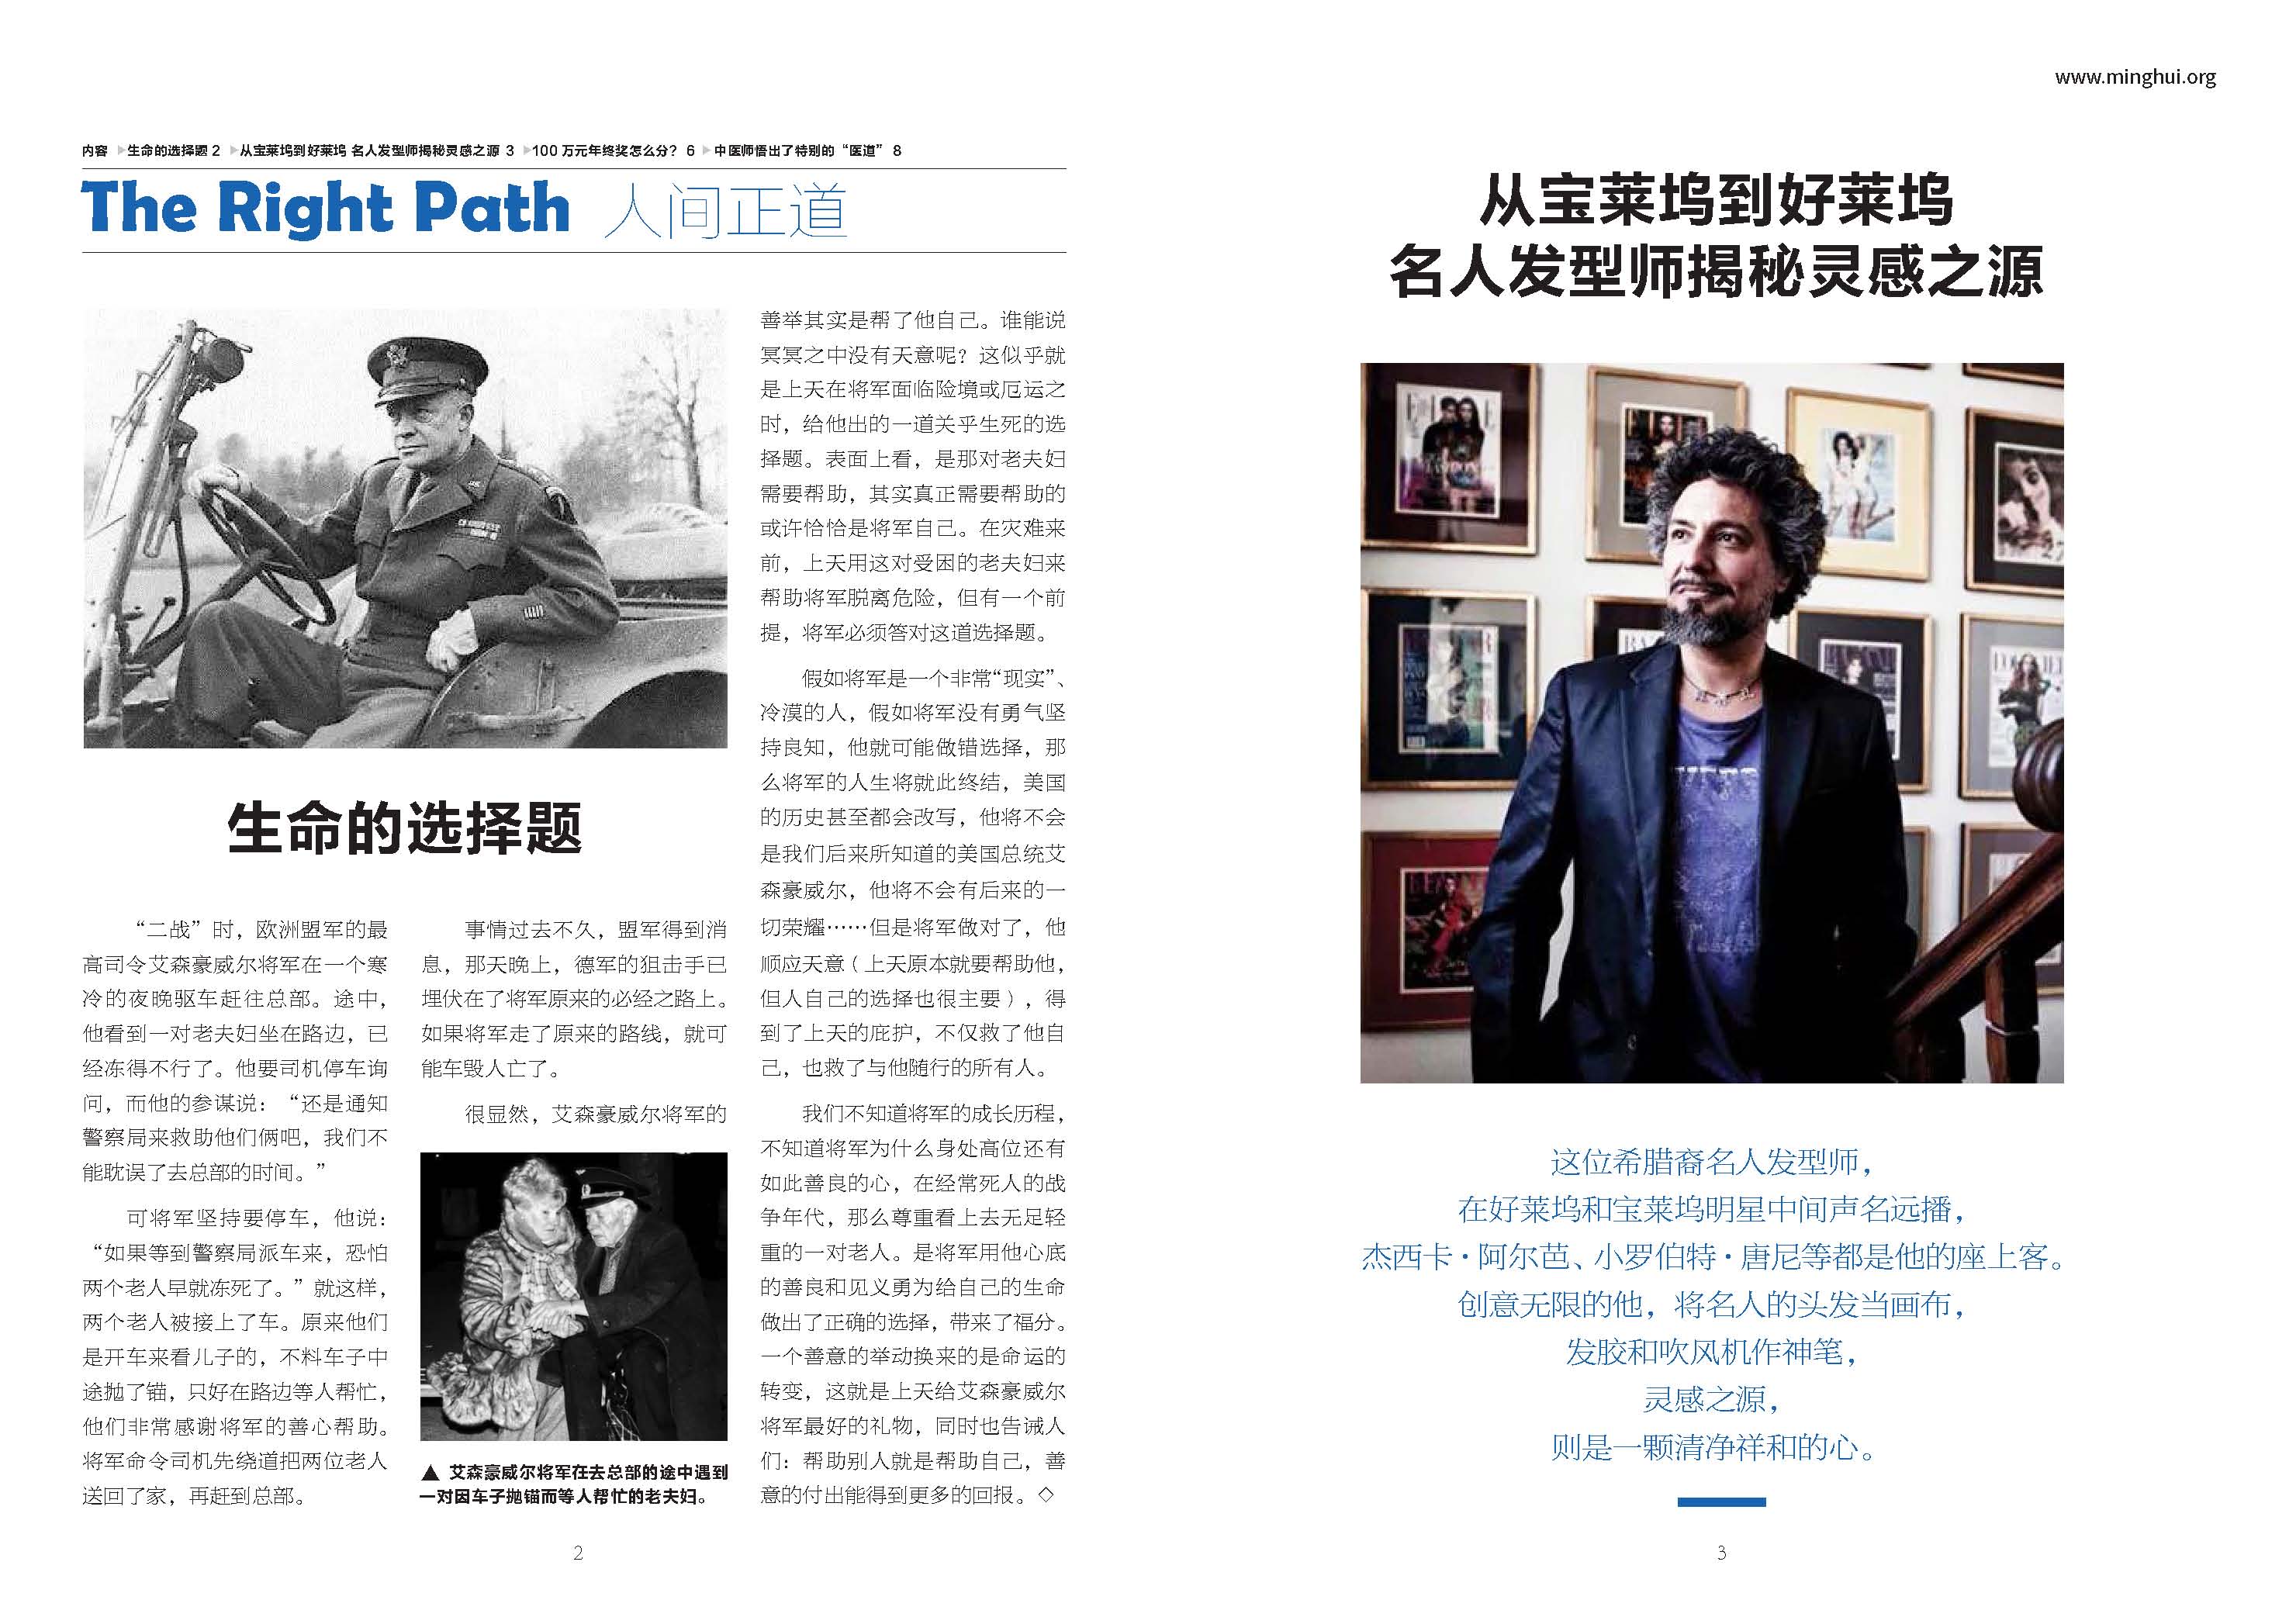 www.minghui.org
内容 ▶生命的选择题 2 ▶从宝莱坞到好莱坞 名人发型师揭秘灵感之源 3 ▶100 万元年终奖怎么分？ 6 ▶中医师悟出了特别的“医道” 8
The Right Path 人间正道
生命的选择题
“二战”时，欧洲盟军的最
高司令艾森豪威尔将军在一个寒
冷的夜晚驱车赶往总部。途中，
他看到一对老夫妇坐在路边，已
经冻得不行了。他要司机停车询
问，而他的参谋说：“还是通知
警察局来救助他们俩吧，我们不
能耽误了去总部的时间。”
可将军坚持要停车，他说：
“如果等到警察局派车来，恐怕
两个老人早就冻死了。”就这样，
两个老人被接上了车。原来他们
是开车来看儿子的，不料车子中
途抛了锚，只好在路边等人帮忙，
他们非常感谢将军的善心帮助。
将军命令司机先绕道把两位老人
送回了家，再赶到总部。
事情过去不久，盟军得到消
息，那天晚上，德军的狙击手已
埋伏在了将军原来的必经之路上。
如果将军走了原来的路线，就可
能车毁人亡了。
很显然，艾森豪威尔将军的
▲ 艾森豪威尔将军在去总部的途中遇到
一对因车子抛锚而等人帮忙的老夫妇。
善举其实是帮了他自己。谁能说
冥冥之中没有天意呢？这似乎就
是上天在将军面临险境或厄运之
时，给他出的一道关乎生死的选
择题。表面上看，是那对老夫妇
需要帮助，其实真正需要帮助的
或许恰恰是将军自己。在灾难来
前，上天用这对受困的老夫妇来
帮助将军脱离危险，但有一个前
提，将军必须答对这道选择题。
假如将军是一个非常“现实”、
冷漠的人，假如将军没有勇气坚
持良知，他就可能做错选择，那
么将军的人生将就此终结，美国
的历史甚至都会改写，他将不会
是我们后来所知道的美国总统艾
森豪威尔，他将不会有后来的一
切荣耀……但是将军做对了，他
顺应天意（上天原本就要帮助他，
但人自己的选择也很主要），得
到了上天的庇护，不仅救了他自
己，也救了与他随行的所有人。
我们不知道将军的成长历程，
不知道将军为什么身处高位还有
如此善良的心，在经常死人的战
争年代，那么尊重看上去无足轻
重的一对老人。是将军用他心底
的善良和见义勇为给自己的生命
做出了正确的选择，带来了福分。
一个善意的举动换来的是命运的
转变，这就是上天给艾森豪威尔
将军最好的礼物，同时也告诫人
们：帮助别人就是帮助自己，善
意的付出能得到更多的回报。◇
2
从宝莱坞到好莱坞
名人发型师揭秘灵感之源
这位希腊裔名人发型师，
在好莱坞和宝莱坞明星中间声名远播，
杰西卡·阿尔芭、小罗伯特·唐尼等都是他的座上客。
创意无限的他，将名人的头发当画布，
发胶和吹风机作神笔，
灵感之源，
则是一颗清净祥和的心。
3